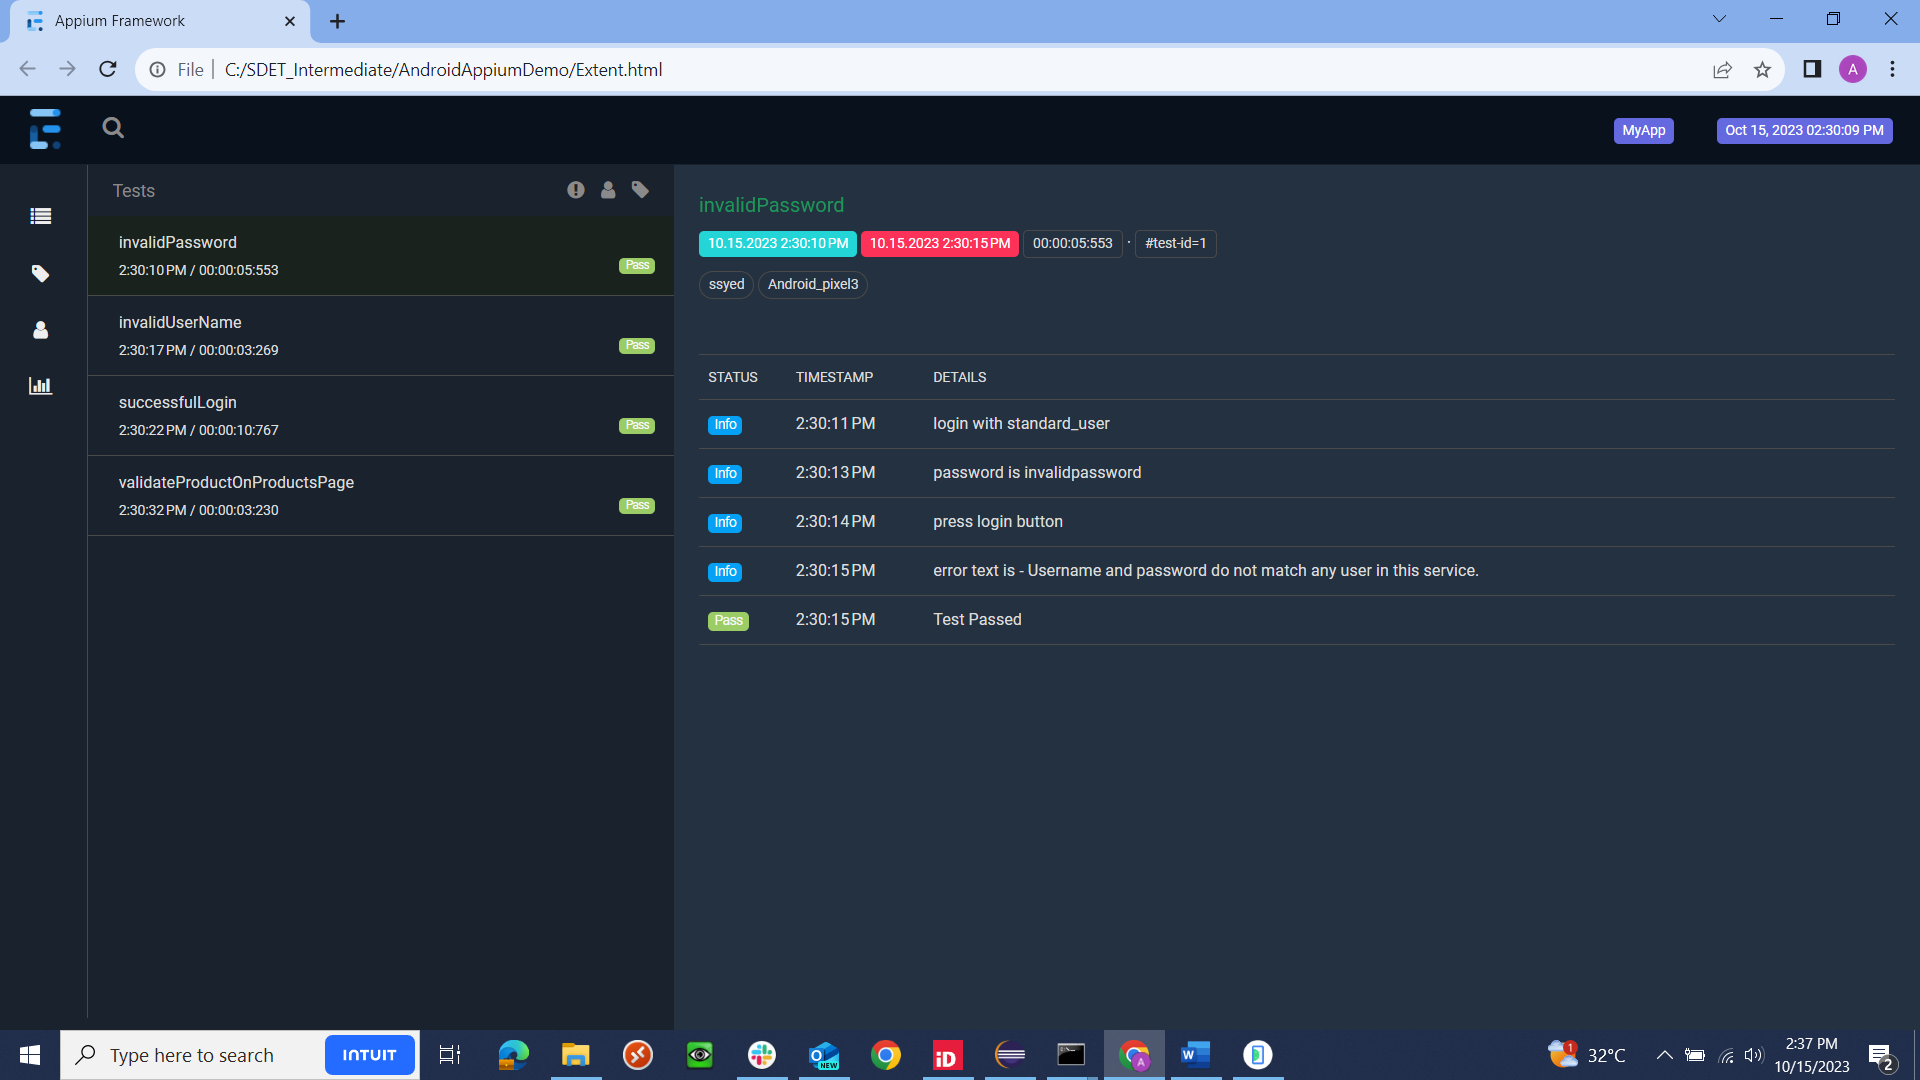 Appium Framework
File | C:/SDET_Intermediate/AndroidAppiumDemo/Extent.html
A
MyApp
Oct 15, 2023 02:30:09 PM
Tests
invalidPassword
2:30:10 PM / 00:00:05:553
Pass
invalidUserName
2:30:17 PM / 00:00:03:269
Pass
successfulLogin
2:30:22 PM / 00:00:10:767
Pass
validateProductOnProductsPage
2:30:32 PM / 00:00:03:230
Pass
invalidPassword
10.15.2023 2:30:10 PM 10.15.2023 2:30:15 PM 00:00:05:553 · #test-id=1
ssyed Android_pixel3
STATUS TIMESTAMP DETAILS
Info 2:30:11 PM login with standard_user
Info 2:30:13 PM password is invalidpassword
Info 2:30:14 PM press login button
Info 2:30:15 PM error text is - Username and password do not match any user in this service.
Pass 2:30:15 PM Test Passed
Type here to search
INTUIT
O
NEW
iD
A
W
1
32°C
2:37 PM
10/15/2023
2